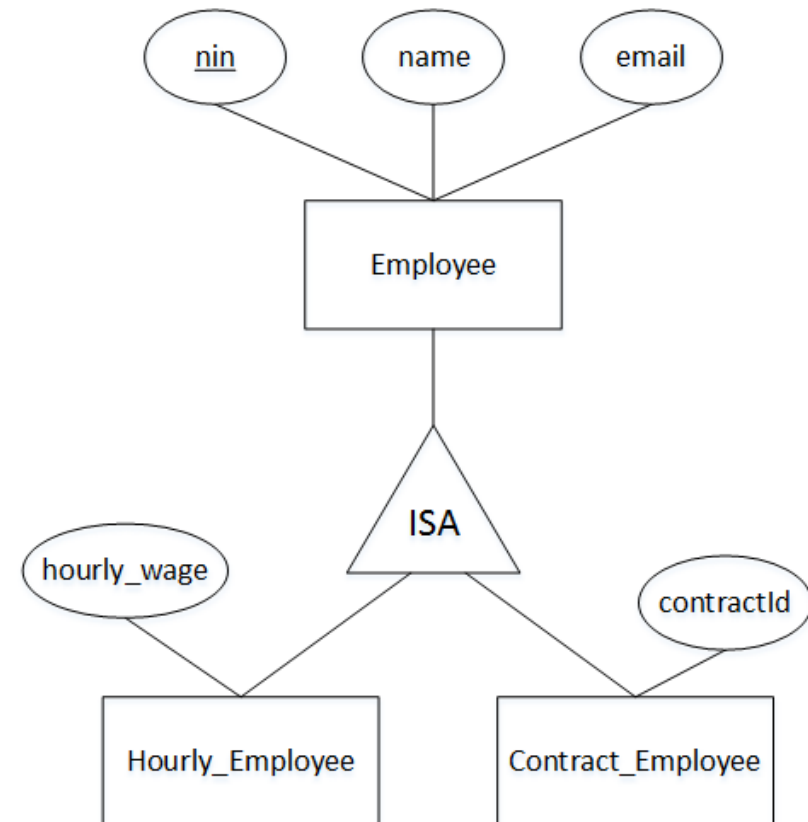 nin
name
email
Employee
ISA
hourly_wage
contractId
Hourly_Employee
Contract_Employee